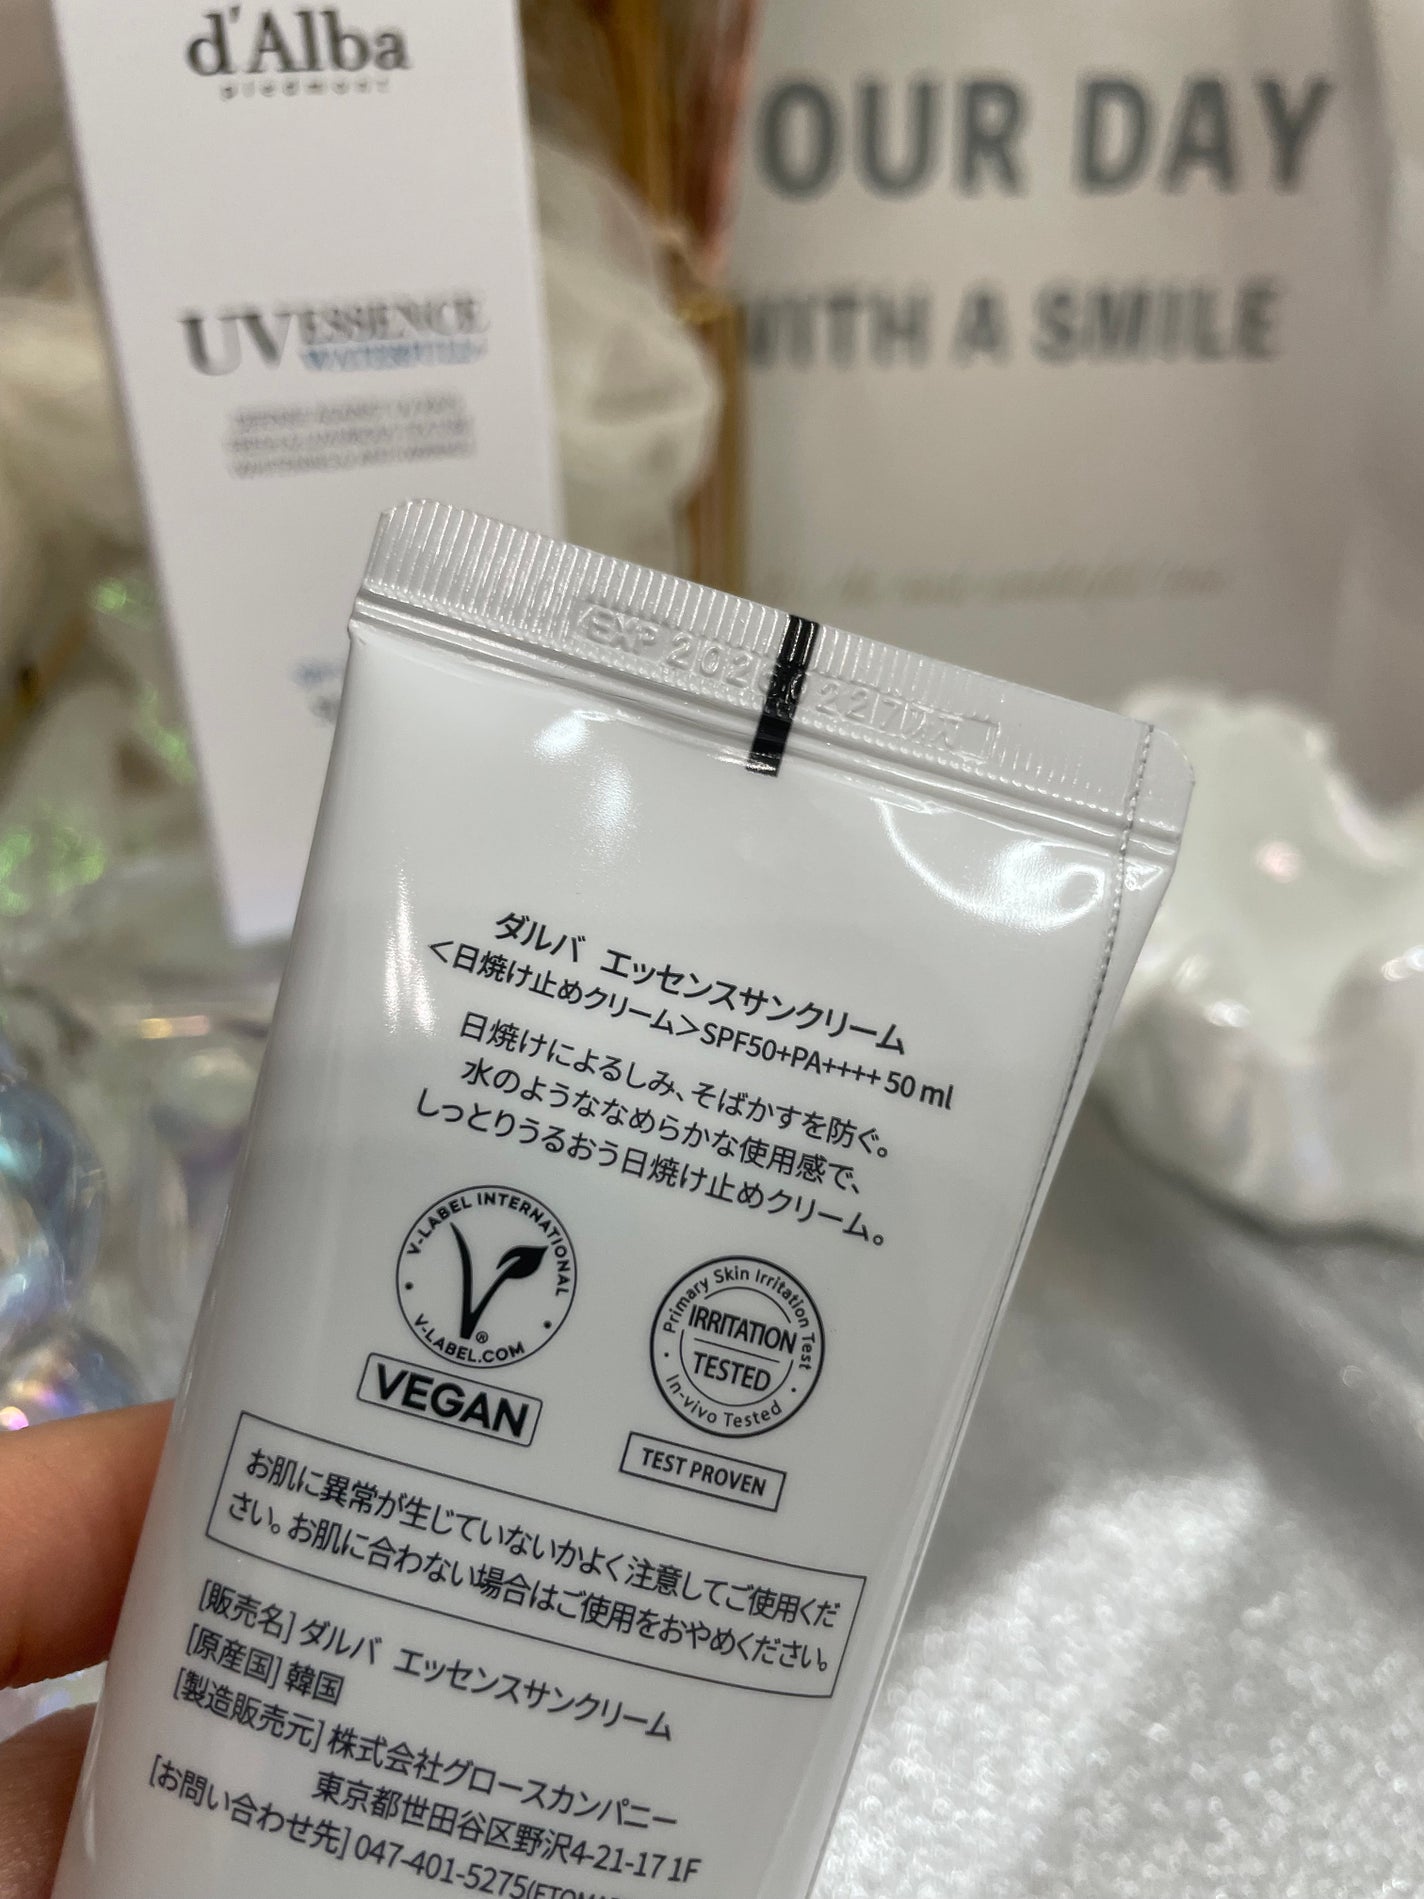 d'Alba
piedmont
UV ESSENCE
OUR DAY
WITH A SMILE
ダルバ エッセンスサンクリーム
＜日焼け止めクリーム＞SPF50+PA++++ 50 ml
日焼けによるしみ、そばかすを防ぐ。
水のようななめらかな使用感で、
しっとりうるおう日焼け止めクリーム。
V-LABEL INTERNATIONAL
V-LABEL.COM
®
VEGAN
Primary Skin Irritation Test
IRRITATION
TESTED
In-vivo Tested
TEST PROVEN
お肌に異常が生じていないかよく注意してご使用くだ
さい。お肌に合わない場合はご使用をおやめください。
[販売名] ダルバ エッセンスサンクリーム
[原産国] 韓国
[製造販売元] 株式会社グロースカンパニー
東京都世田谷区野沢4-21-17 1F
[お問い合わせ先] 047-401-5275